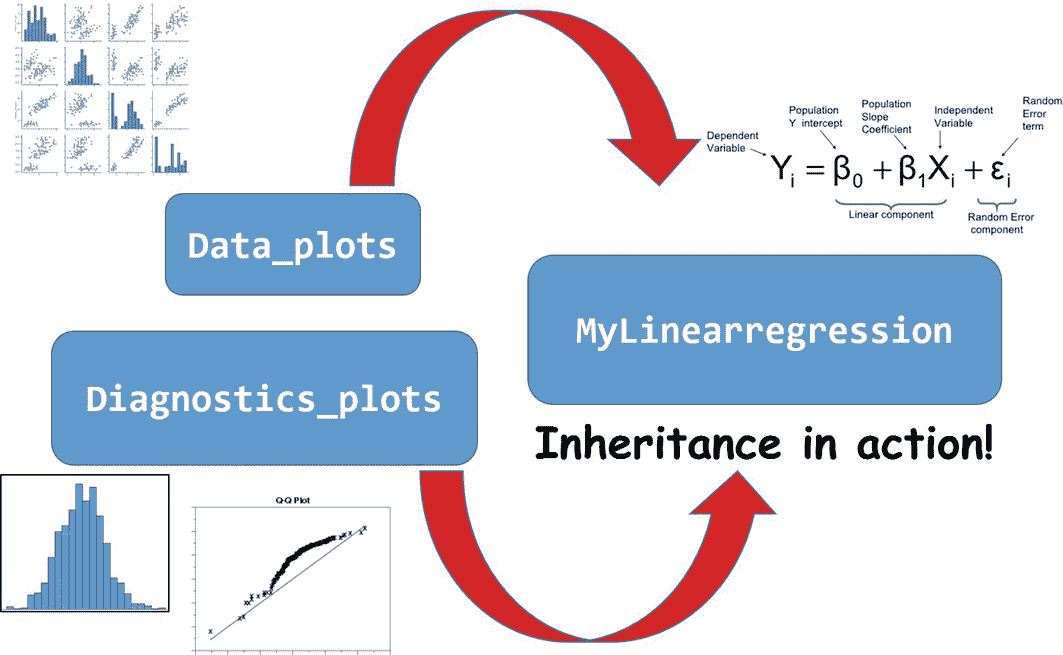 Data_plots
Diagnostics_plots
Q-Q Plot
Population
Y intercept
Population
Slope
Coefficient
Independent
Variable
Random
Error
term
Dependent
Variable
Yi = β0 + β1Xi + εi
Linear component
Random Error
component
MyLinearregression
Inheritance in action!